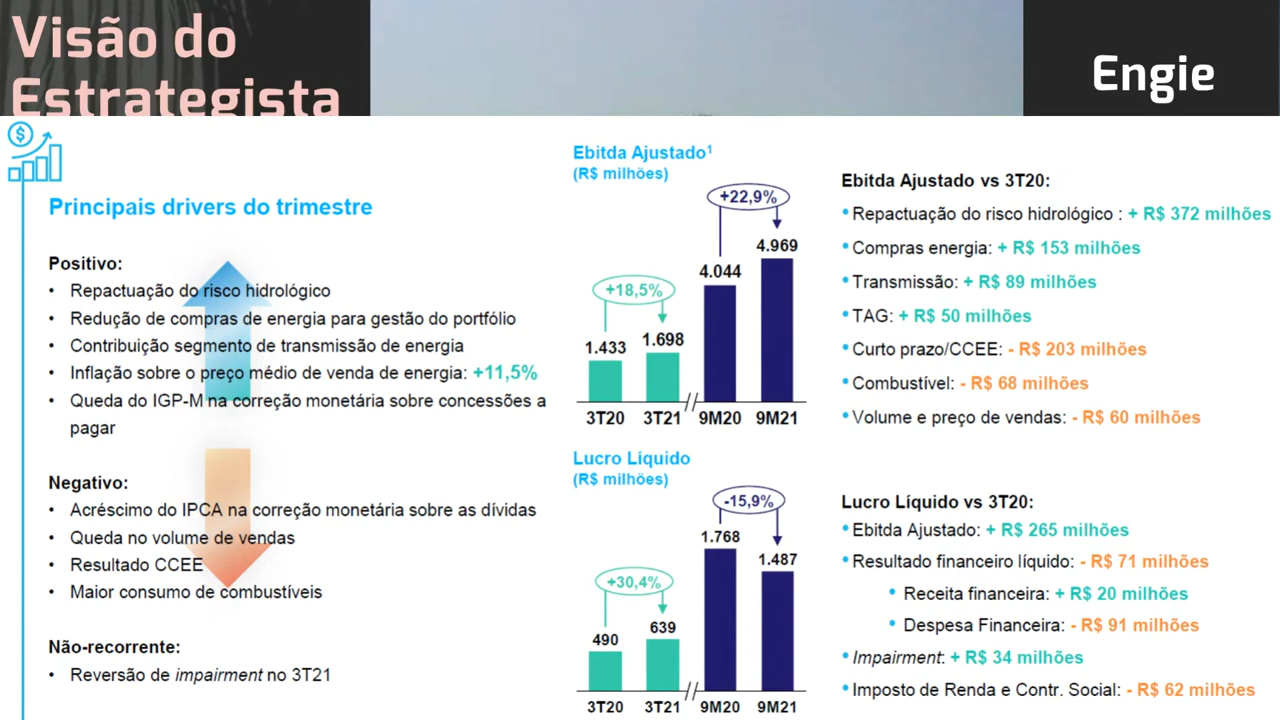 Visão do
Estrategista
Engie
Principais drivers do trimestre
Positivo:
• Repactuação do risco hidrológico
• Redução de compras de energia para gestão do portfólio
• Contribuição segmento de transmissão de energia
• Inflação sobre o preço médio de venda de energia: +11,5%
• Queda do IGP-M na correção monetária sobre concessões a
pagar
Negativo:
• Acréscimo do IPCA na correção monetária sobre as dívidas
• Queda no volume de vendas
• Resultado CCEE
• Maior consumo de combustíveis
Não-recorrente:
• Reversão de impairment no 3T21
Ebitda Ajustado¹
(R$ milhões)
+22,9%
4.969
4.044
+18,5%
1.698
1.433
3T20 3T21 9M20 9M21
Lucro Líquido
(R$ milhões)
-15,9%
1.768
1.487
+30,4%
639
490
3T20 3T21 9M20 9M21
Ebitda Ajustado vs 3T20:
• Repactuação do risco hidrológico : + R$ 372 milhões
• Compras energia: + R$ 153 milhões
• Transmissão: + R$ 89 milhões
• TAG: + R$ 50 milhões
• Curto prazo/CCEE: - R$ 203 milhões
• Combustível: - R$ 68 milhões
• Volume e preço de vendas: - R$ 60 milhões
Lucro Líquido vs 3T20:
• Ebitda Ajustado: + R$ 265 milhões
• Resultado financeiro líquido: - R$ 71 milhões
• Receita financeira: + R$ 20 milhões
• Despesa Financeira: - R$ 91 milhões
• Impairment: + R$ 34 milhões
• Imposto de Renda e Contr. Social: - R$ 62 milhões